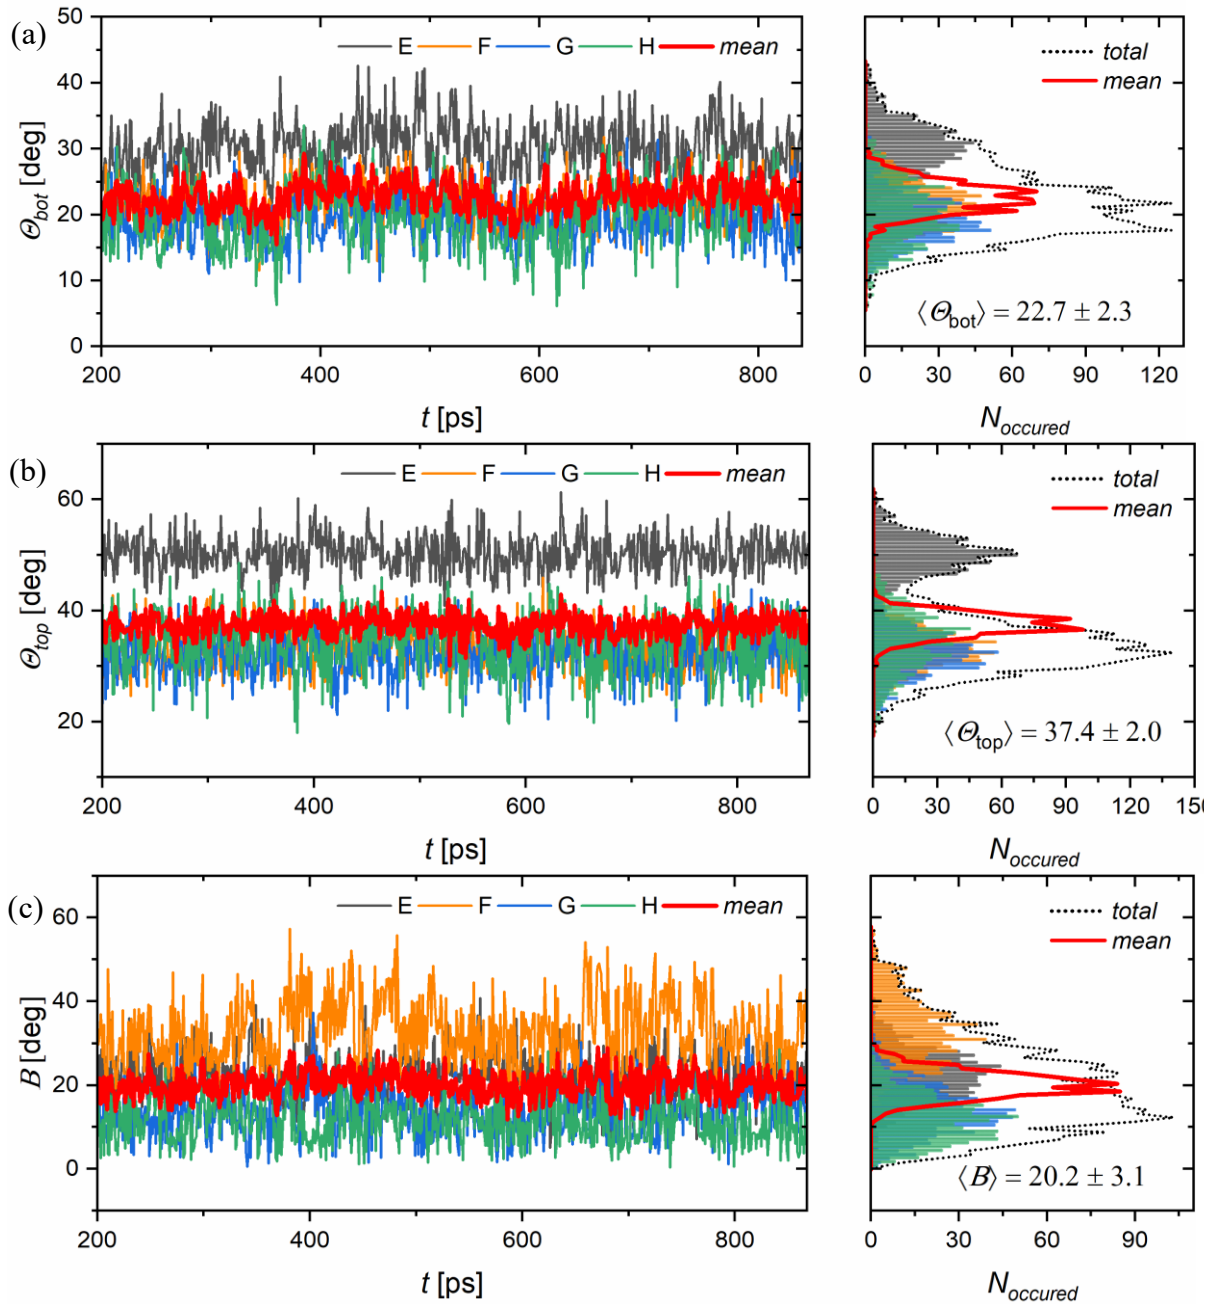 (a)
50
40
30
20
10
0
Θbot [deg]
E F G H mean
200 400 600 800
t [ps]
total
mean
⟨Θbot⟩ = 22.7 ± 2.3
0 30 60 90 120
Noccured
(b)
60
40
20
Θtop [deg]
E F G H mean
200 400 600 800
t [ps]
total
mean
⟨Θtop⟩ = 37.4 ± 2.0
0 30 60 90 120 15
Noccured
(c)
60
40
20
0
B [deg]
E F G H mean
200 400 600 800
t [ps]
total
mean
⟨B⟩ = 20.2 ± 3.1
0 30 60 90
Noccured